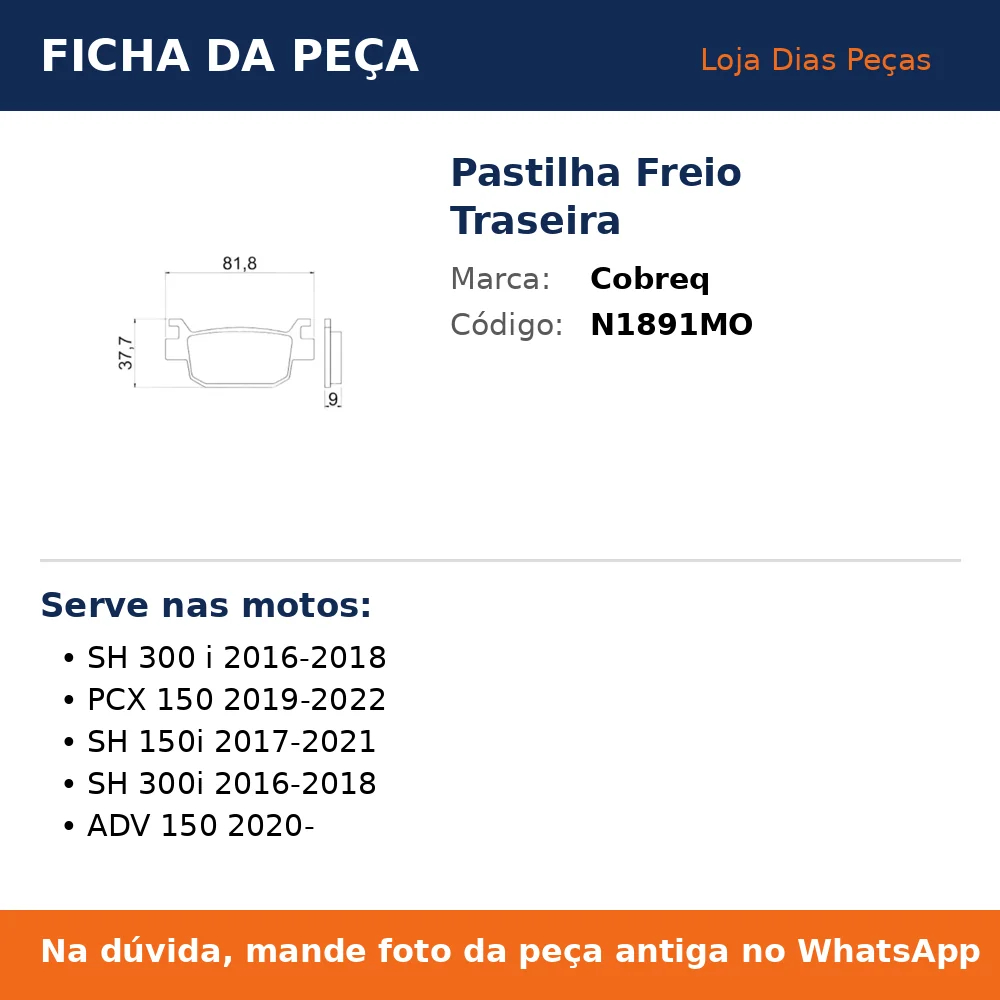 FICHA DA PEÇA
Loja Dias Peças
Pastilha Freio
Traseira
Marca: Cobreq
Código: N1891MO
81,8
37,7
9
Serve nas motos:
• SH 300 i 2016-2018
• PCX 150 2019-2022
• SH 150i 2017-2021
• SH 300i 2016-2018
• ADV 150 2020-
Na dúvida, mande foto da peça antiga no WhatsApp